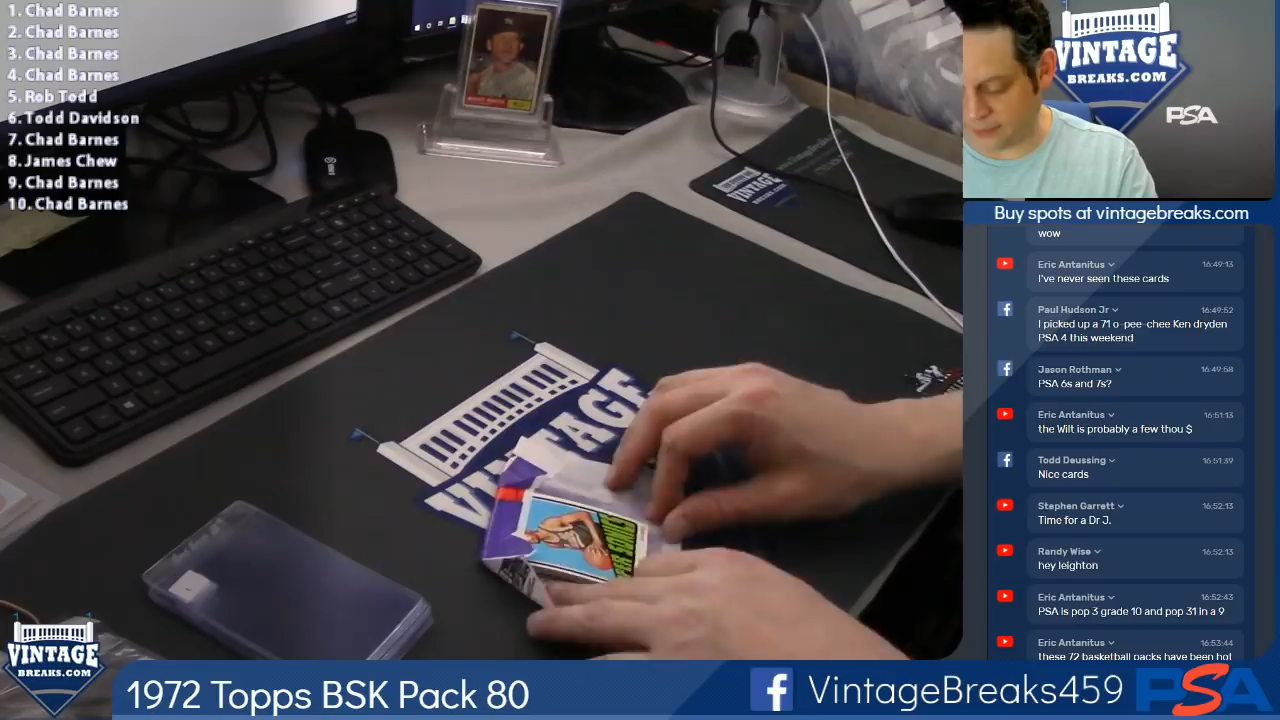 1. Chad Barnes
2. Chad Barnes
3. Chad Barnes
4. Chad Barnes
5. Rob Todd
6. Todd Davidson
7. Chad Barnes
8. James Chew
9. Chad Barnes
10. Chad Barnes
VINTAGE
BREAKS.COM
PSA
Buy spots at vintagebreaks.com
wow
Eric Antanitus 16:49:13
I've never seen these cards
Paul Hudson Jr 16:49:52
I picked up a 71 o-pee-chee Ken dryden
PSA 4 this weekend
Jason Rothman 16:49:58
PSA 6s and 7s?
Eric Antanitus 16:51:13
the Wilt is probably a few thou $
Todd Deussing 16:51:39
Nice cards
Stephen Garrett 16:52:13
Time for a Dr J.
Randy Wise 16:52:13
hey leighton
Eric Antanitus 16:52:43
PSA is pop 3 grade 10 and pop 31 in a 9
Eric Antanitus 16:53:44
these 72 basketball packs have been hot
VINTAGE
VINTAGE
SUPER SONICS
VINTAGE
BREAKS.COM
1972 Topps BSK Pack 80
VintageBreaks459
PSA